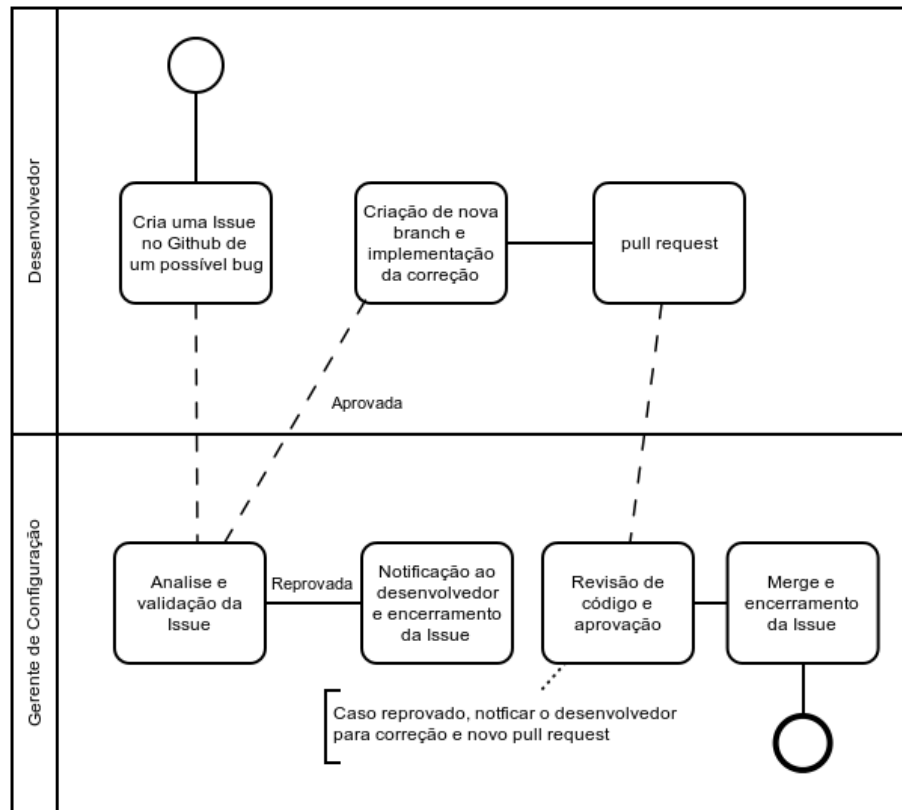 Desenvolvedor
Cria uma Issue
no Github de
um possível bug
Criação de nova
branch e
implementação
da correção
pull request
Aprovada
Gerente de Configuração
Analise e
validação da
Issue
Reprovada
Notificação ao
desenvolvedor
e encerramento
da Issue
Revisão de
código e
aprovação
Merge e
encerramento
da Issue
Caso reprovado, notficar o desenvolvedor
para correção e novo pull request